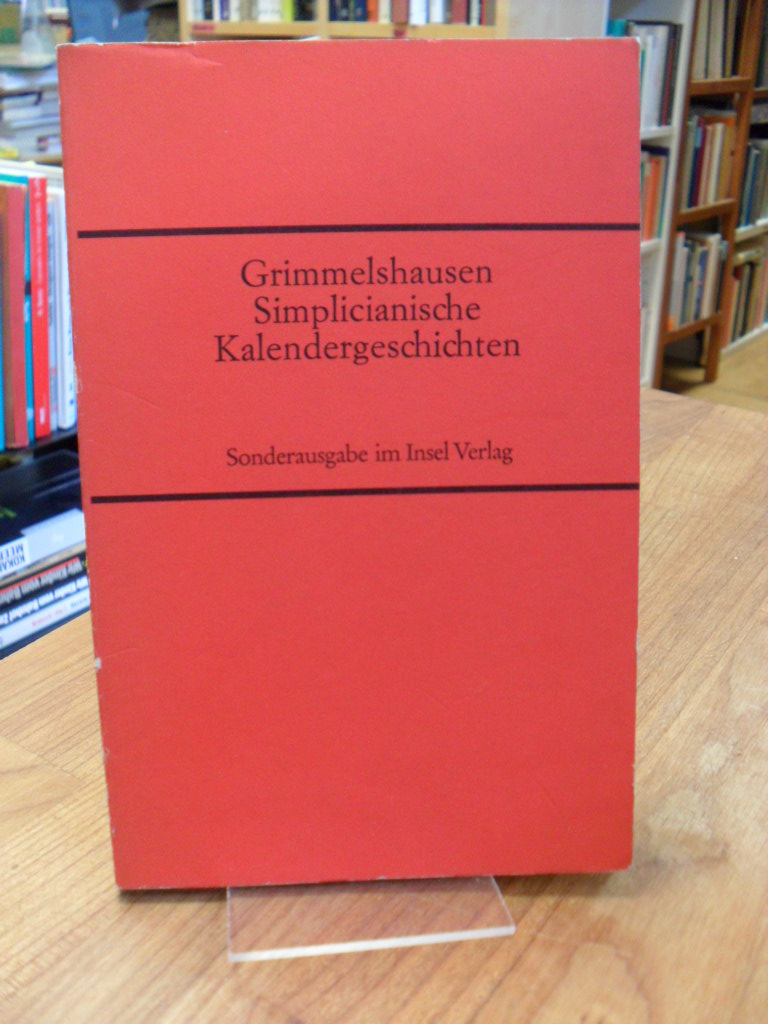 Grimmelshausen
Simplicianische
Kalendergeschichten
Sonderausgabe im Insel Verlag